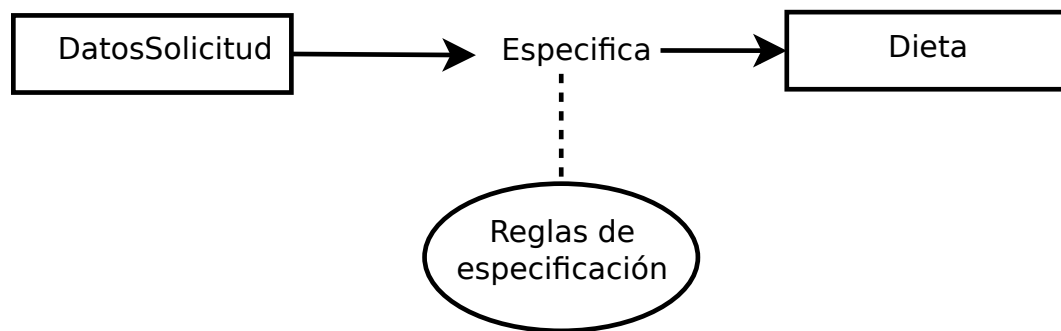 DatosSolicitud
Especifica
Dieta
Reglas de
especificación